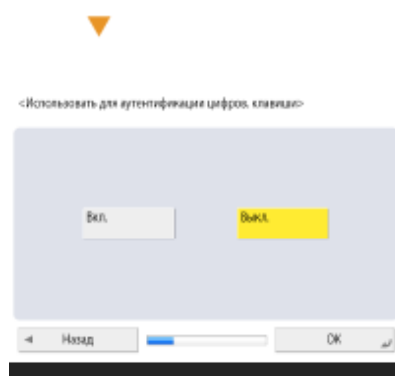 <Использовать для аутентификации цифров. клавиши>
Вкл.
Выкл.
Назад
OK